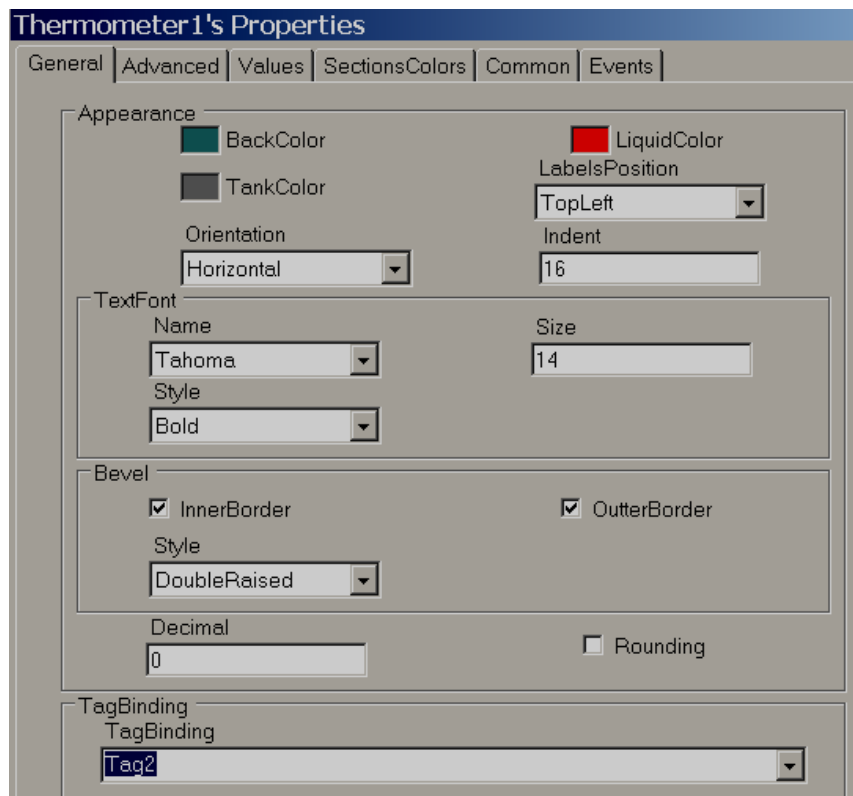 Thermometer1's Properties
General Advanced Values SectionsColors Common Events
Appearance
BackColor LiquidColor
TankColor LabelsPosition
TopLeft
Orientation Indent
Horizontal 16
TextFont
Name Size
Tahoma 14
Style
Bold
Bevel
InnerBorder OutterBorder
Style
DoubleRaised
Decimal
0 Rounding
TagBinding
TagBinding
Tag2